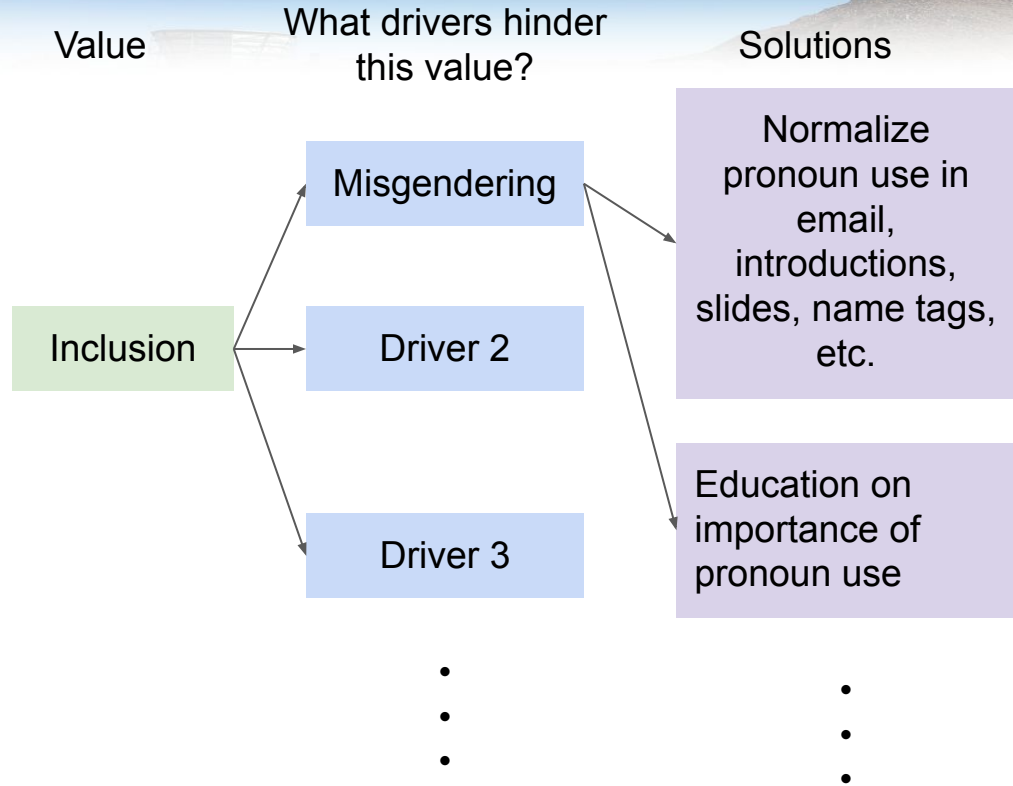 Value
What drivers hinder
this value?
Solutions
Normalize
pronoun use in
email,
introductions,
slides, name tags,
etc.
Misgendering
Inclusion
Driver 2
Education on
importance of
pronoun use
Driver 3